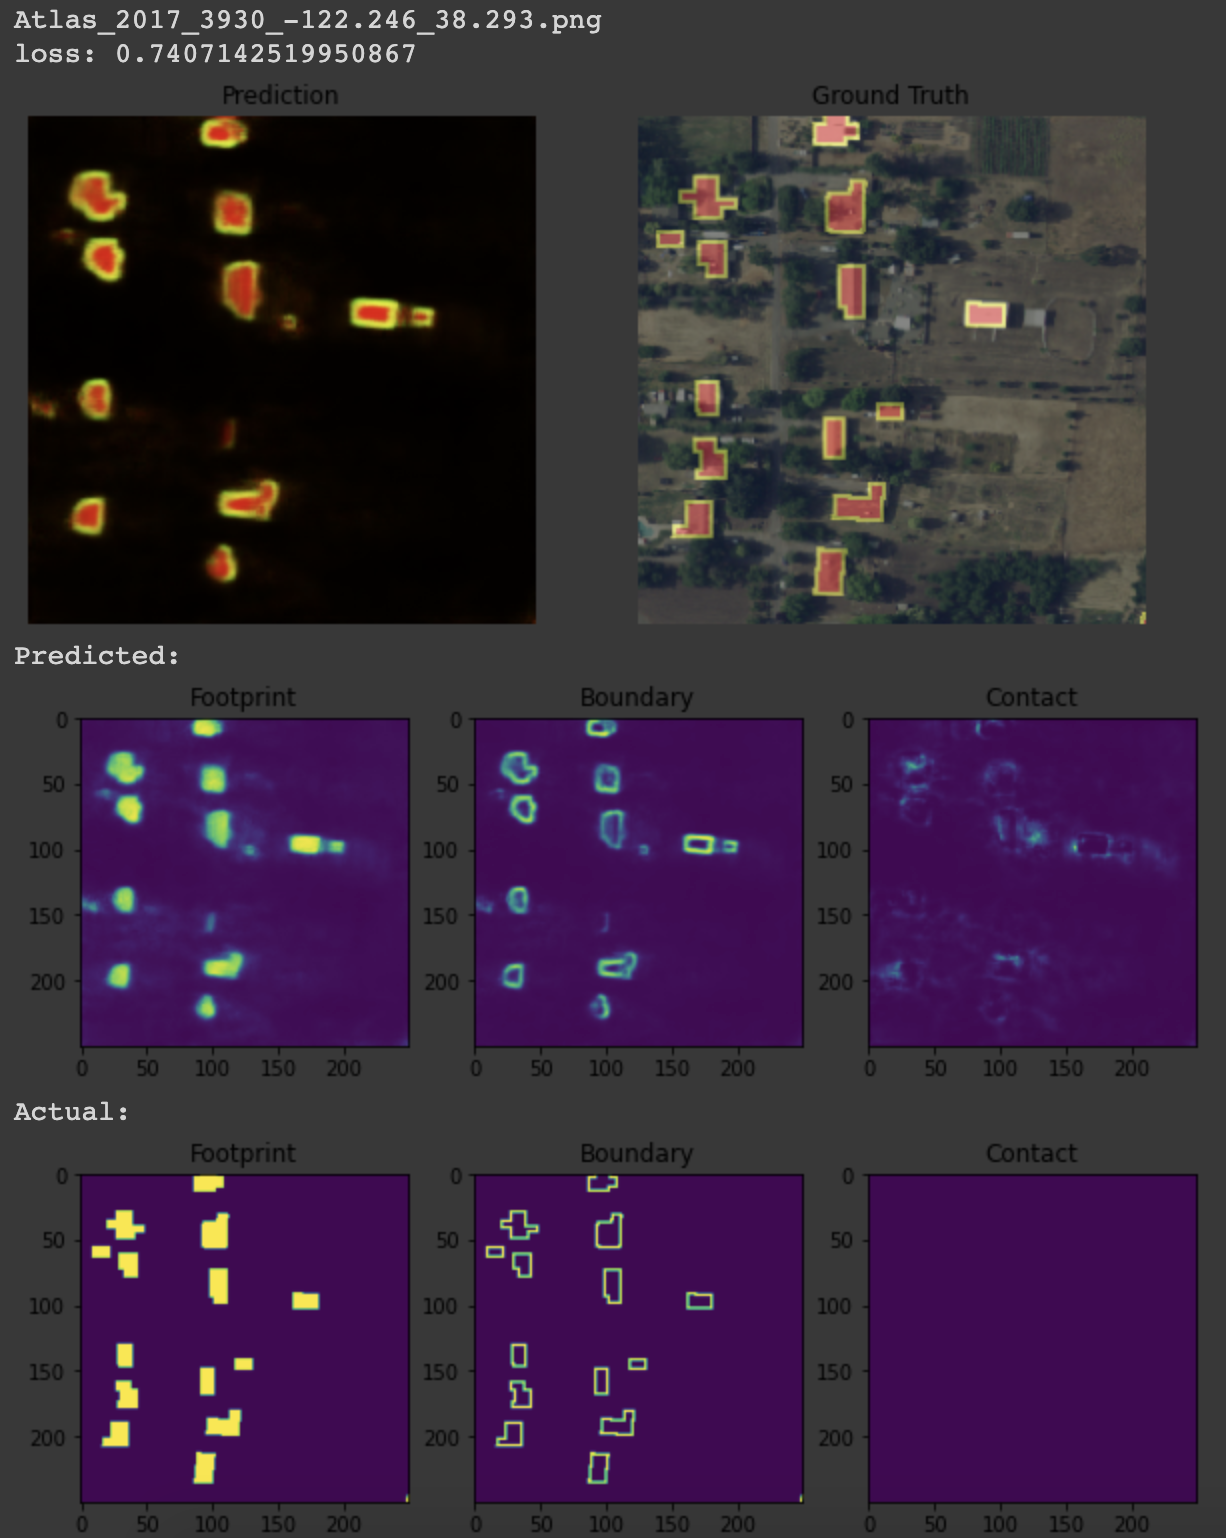 Atlas_2017_3930_-122.246_38.293.png
loss: 0.7407142519950867
Prediction Ground Truth
Predicted:
Footprint Boundary Contact
0 0 0
50 50 50
100 100 100
150 150 150
200 200 200
0 50 100 150 200 0 50 100 150 200 0 50 100 150 200
Actual:
Footprint Boundary Contact
0 0 0
50 50 50
100 100 100
150 150 150
200 200 200
0 50 100 150 200 0 50 100 150 200 0 50 100 150 200